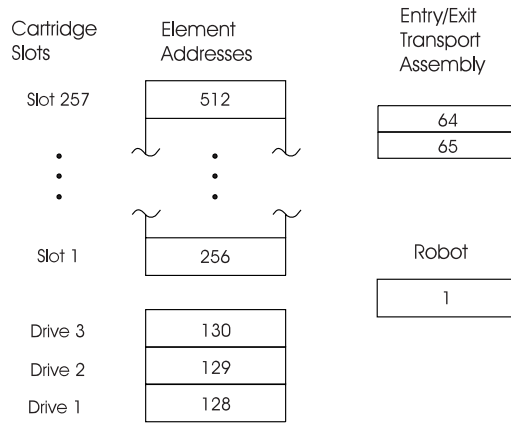 Cartridge
Slots
Element
Addresses
Entry/Exit
Transport
Assembly
Slot 257
512
64
65
Slot 1
256
Robot
1
Drive 3
130
Drive 2
129
Drive 1
128